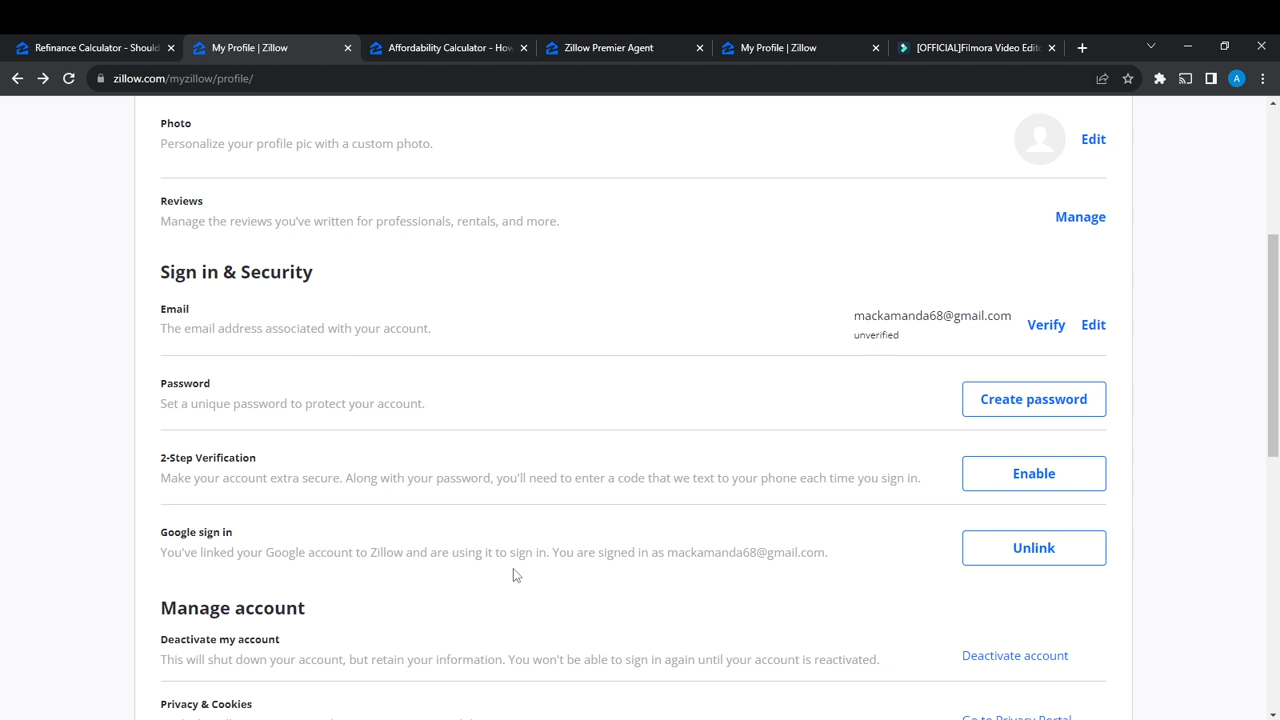 Refinance Calculator - Should
My Profile | Zillow
Affordability Calculator - How
Zillow Premier Agent
My Profile | Zillow
[OFFICIAL]Filmora Video Edit
zillow.com/myzillow/profile/
A
Photo
Personalize your profile pic with a custom photo.
Edit
Reviews
Manage the reviews you've written for professionals, rentals, and more.
Manage
Sign in & Security
Email
The email address associated with your account.
mackamanda68@gmail.com
unverified
Verify
Edit
Password
Set a unique password to protect your account.
Create password
2-Step Verification
Make your account extra secure. Along with your password, you'll need to enter a code that we text to your phone each time you sign in.
Enable
Google sign in
You've linked your Google account to Zillow and are using it to sign in. You are signed in as mackamanda68@gmail.com.
Unlink
Manage account
Deactivate my account
This will shut down your account, but retain your information. You won't be able to sign in again until your account is reactivated.
Deactivate account
Privacy & Cookies
Go to Privacy Portal